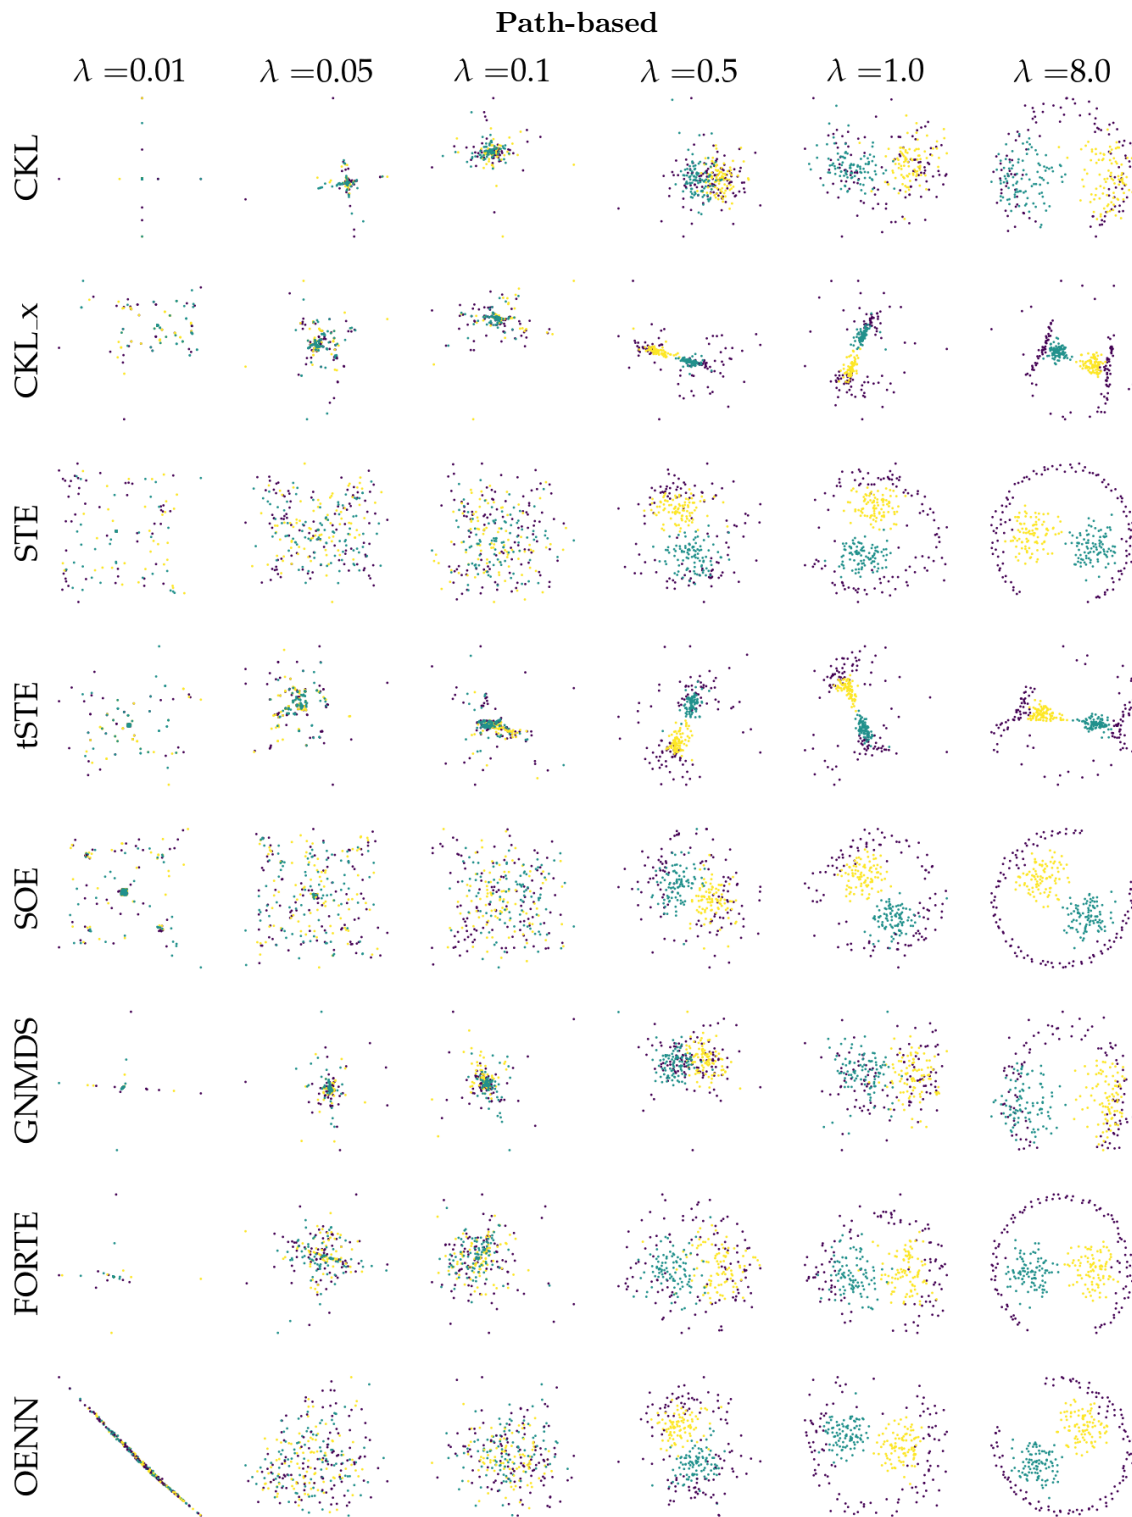 Path-based
λ =0.01 λ =0.05 λ =0.1 λ =0.5 λ =1.0 λ =8.0
CKL
CKL_x
STE
tSTE
SOE
GNMDS
FORTE
OENN